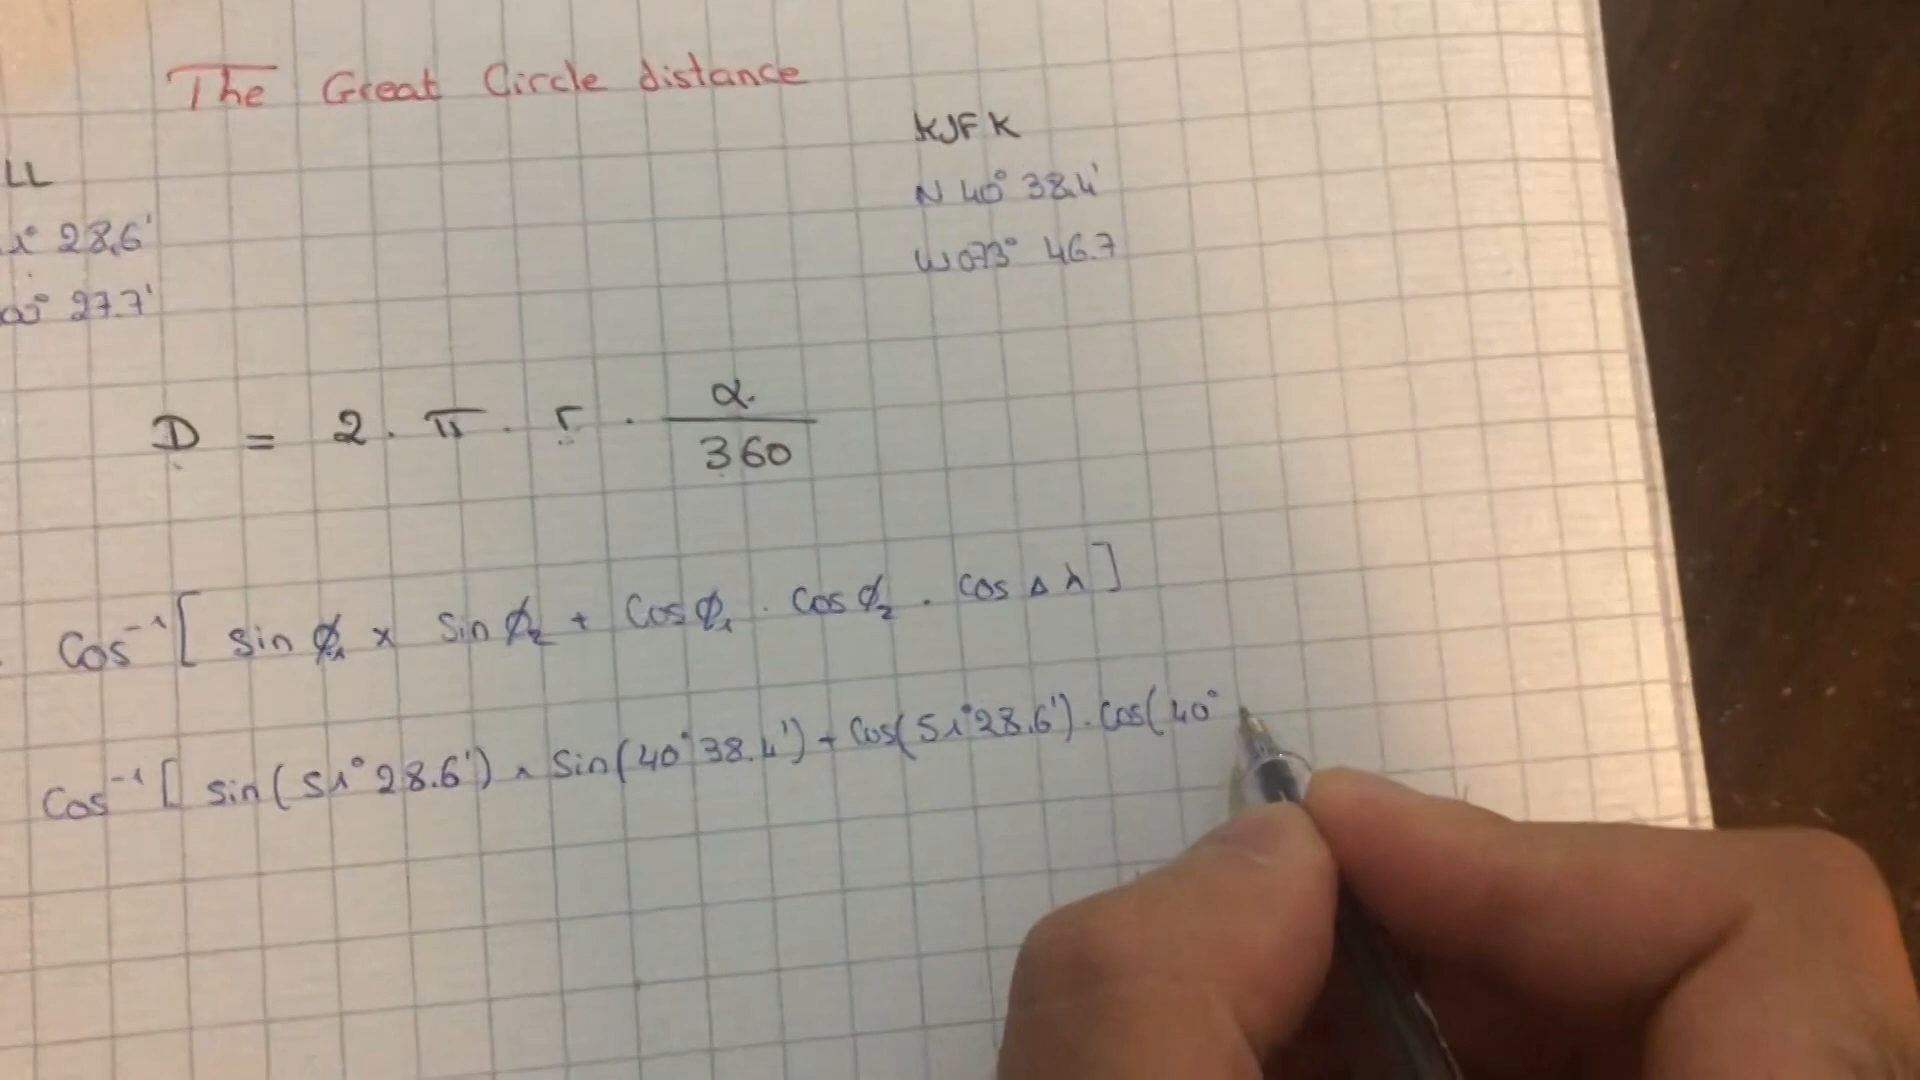 The Great Circle distance
LL
1° 28,6'
00° 27.7'
KJFK
N 40° 38.4'
W 073° 46.7
D = 2 . π . r . α / 360
Cos⁻¹ [ sin ϕ₁ × sin ϕ₂ + Cos ϕ₁ . Cos ϕ₂ . Cos Δ λ ]
Cos⁻¹ [ sin(51° 28.6') × sin(40° 38.4') + Cos(51° 28.6') . Cos(40°